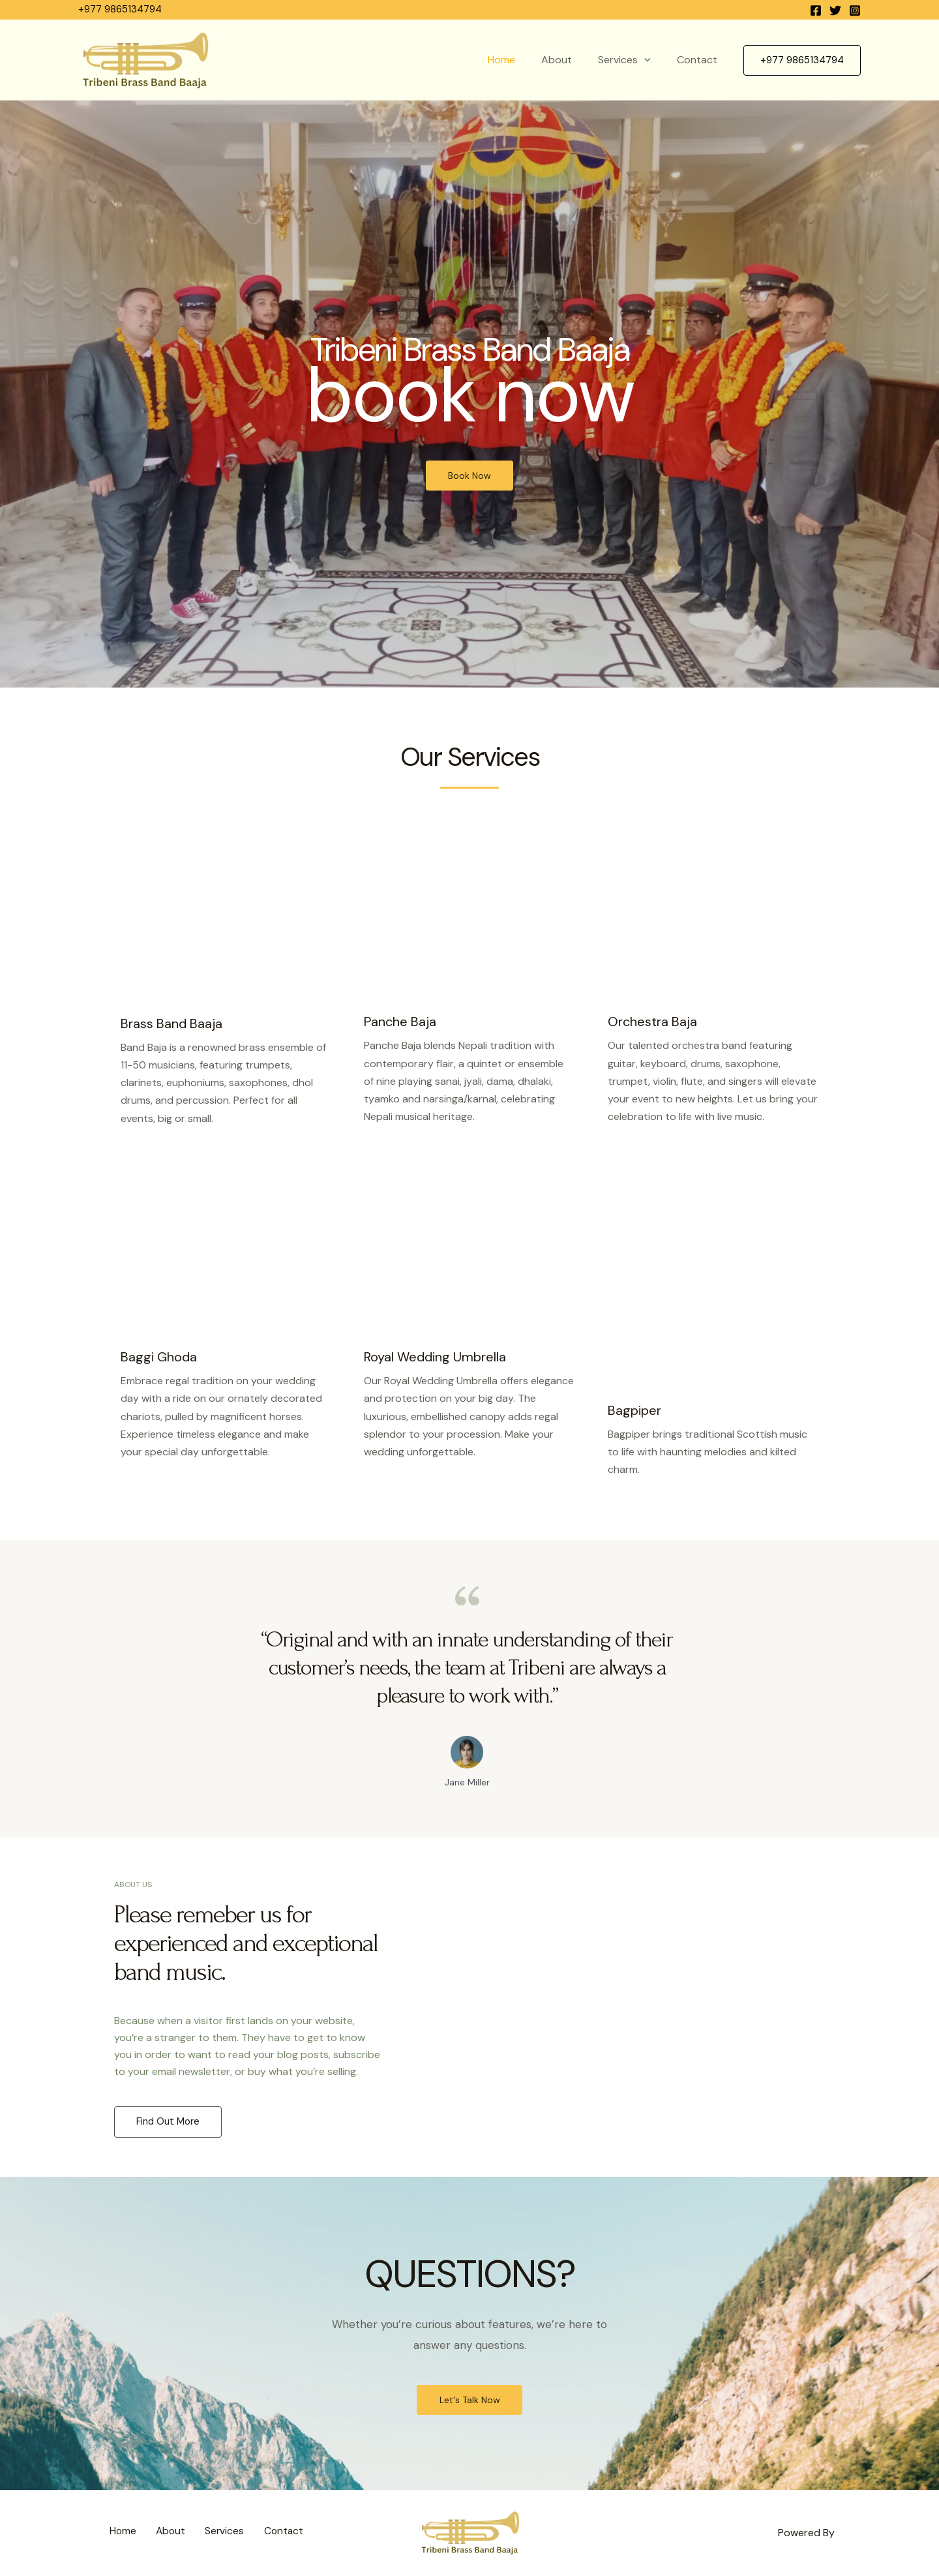 +977 9865134794
Tribeni Brass Band Baaja
Home About Services Contact +977 9865134794
Tribeni Brass Band Baaja
book now
Book Now
Our Services
Brass Band Baaja
Band Baja is a renowned brass ensemble of
11-50 musicians, featuring trumpets,
clarinets, euphoniums, saxophones, dhol
drums, and percussion. Perfect for all
events, big or small.
Panche Baja
Panche Baja blends Nepali tradition with
contemporary flair, a quintet or ensemble
of nine playing sanai, jyali, dama, dhalaki,
tyamko and narsinga/karnal, celebrating
Nepali musical heritage.
Orchestra Baja
Our talented orchestra band featuring
guitar, keyboard, drums, saxophone,
trumpet, violin, flute, and singers will elevate
your event to new heights. Let us bring your
celebration to life with live music.
Baggi Ghoda
Embrace regal tradition on your wedding
day with a ride on our ornately decorated
chariots, pulled by magnificent horses.
Experience timeless elegance and make
your special day unforgettable.
Royal Wedding Umbrella
Our Royal Wedding Umbrella offers elegance
and protection on your big day. The
luxurious, embellished canopy adds regal
splendor to your procession. Make your
wedding unforgettable.
Bagpiper
Bagpiper brings traditional Scottish music
to life with haunting melodies and kilted
charm.
“Original and with an innate understanding of their
customer’s needs, the team at Tribeni are always a
pleasure to work with.”
Jane Miller
ABOUT US
Please remeber us for
experienced and exceptional
band music.
Because when a visitor first lands on your website,
you’re a stranger to them. They have to get to know
you in order to want to read your blog posts, subscribe
to your email newsletter, or buy what you’re selling.
Find Out More
QUESTIONS?
Whether you’re curious about features, we’re here to
answer any questions.
Let's Talk Now
Home About Services Contact
Tribeni Brass Band Baaja
Powered By